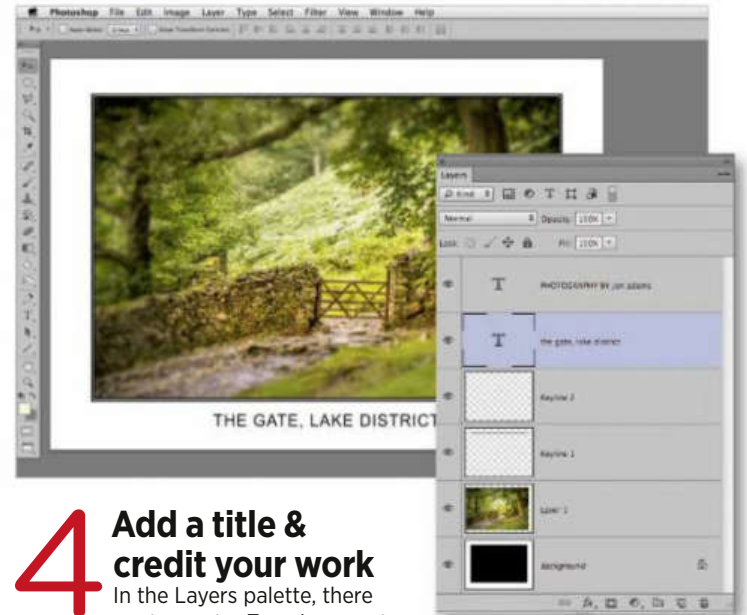 Photoshop File Edit Image Layer Type Select Filter View Window Help
THE GATE, LAKE DISTRICT
Layers
Kind
Normal Opacity: 100%
Lock: Fill: 100%
PHOTOGRAPHY BY jon adams
the gate, lake district
Keyline 2
Keyline 1
Layer 1
Background
4
Add a title &
credit your work
In the Layers palette, there